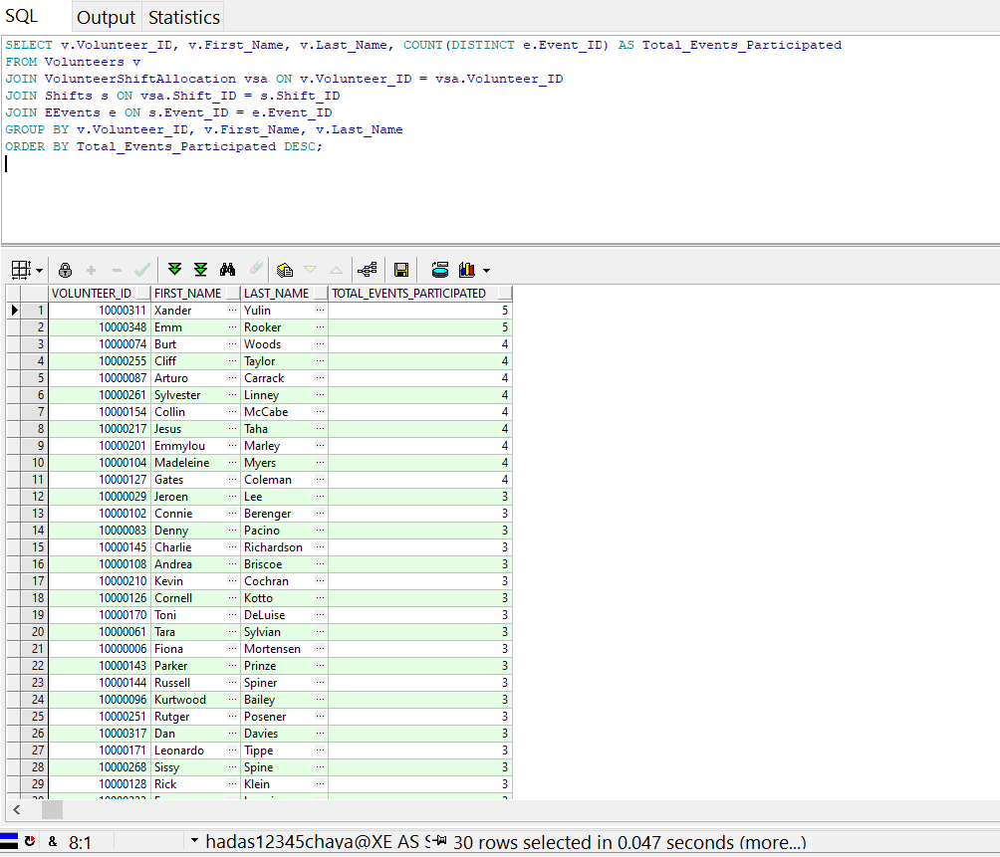 SQL Output Statistics
SELECT v.Volunteer_ID, v.First_Name, v.Last_Name, COUNT(DISTINCT e.Event_ID) AS Total_Events_Participated
FROM Volunteers v
JOIN VolunteerShiftAllocation vsa ON v.Volunteer_ID = vsa.Volunteer_ID
JOIN Shifts s ON vsa.Shift_ID = s.Shift_ID
JOIN EEvents e ON s.Event_ID = e.Event_ID
GROUP BY v.Volunteer_ID, v.First_Name, v.Last_Name
ORDER BY Total_Events_Participated DESC;
VOLUNTEER_ID FIRST_NAME LAST_NAME TOTAL_EVENTS_PARTICIPATED
1 10000311 Xander ... Yulin ... 5
2 10000348 Emm ... Rooker ... 5
3 10000074 Burt ... Woods ... 4
4 10000255 Cliff ... Taylor ... 4
5 10000087 Arturo ... Carrack ... 4
6 10000261 Sylvester ... Linney ... 4
7 10000154 Collin ... McCabe ... 4
8 10000217 Jesus ... Taha ... 4
9 10000201 Emmylou ... Marley ... 4
10 10000104 Madeleine ... Myers ... 4
11 10000127 Gates ... Coleman ... 4
12 10000029 Jeroen ... Lee ... 3
13 10000102 Connie ... Berenger ... 3
14 10000083 Denny ... Pacino ... 3
15 10000145 Charlie ... Richardson ... 3
16 10000108 Andrea ... Briscoe ... 3
17 10000210 Kevin ... Cochran ... 3
18 10000126 Cornell ... Kotto ... 3
19 10000170 Toni ... DeLuise ... 3
20 10000061 Tara ... Sylvian ... 3
21 10000006 Fiona ... Mortensen ... 3
22 10000143 Parker ... Prinze ... 3
23 10000144 Russell ... Spiner ... 3
24 10000096 Kurtwood ... Bailey ... 3
25 10000251 Rutger ... Posener ... 3
26 10000317 Dan ... Davies ... 3
27 10000171 Leonardo ... Tippe ... 3
28 10000268 Sissy ... Spine ... 3
29 10000128 Rick ... Klein ... 3
& 8:1 hadas12345chaya@XE AS 30 rows selected in 0.047 seconds (more...)